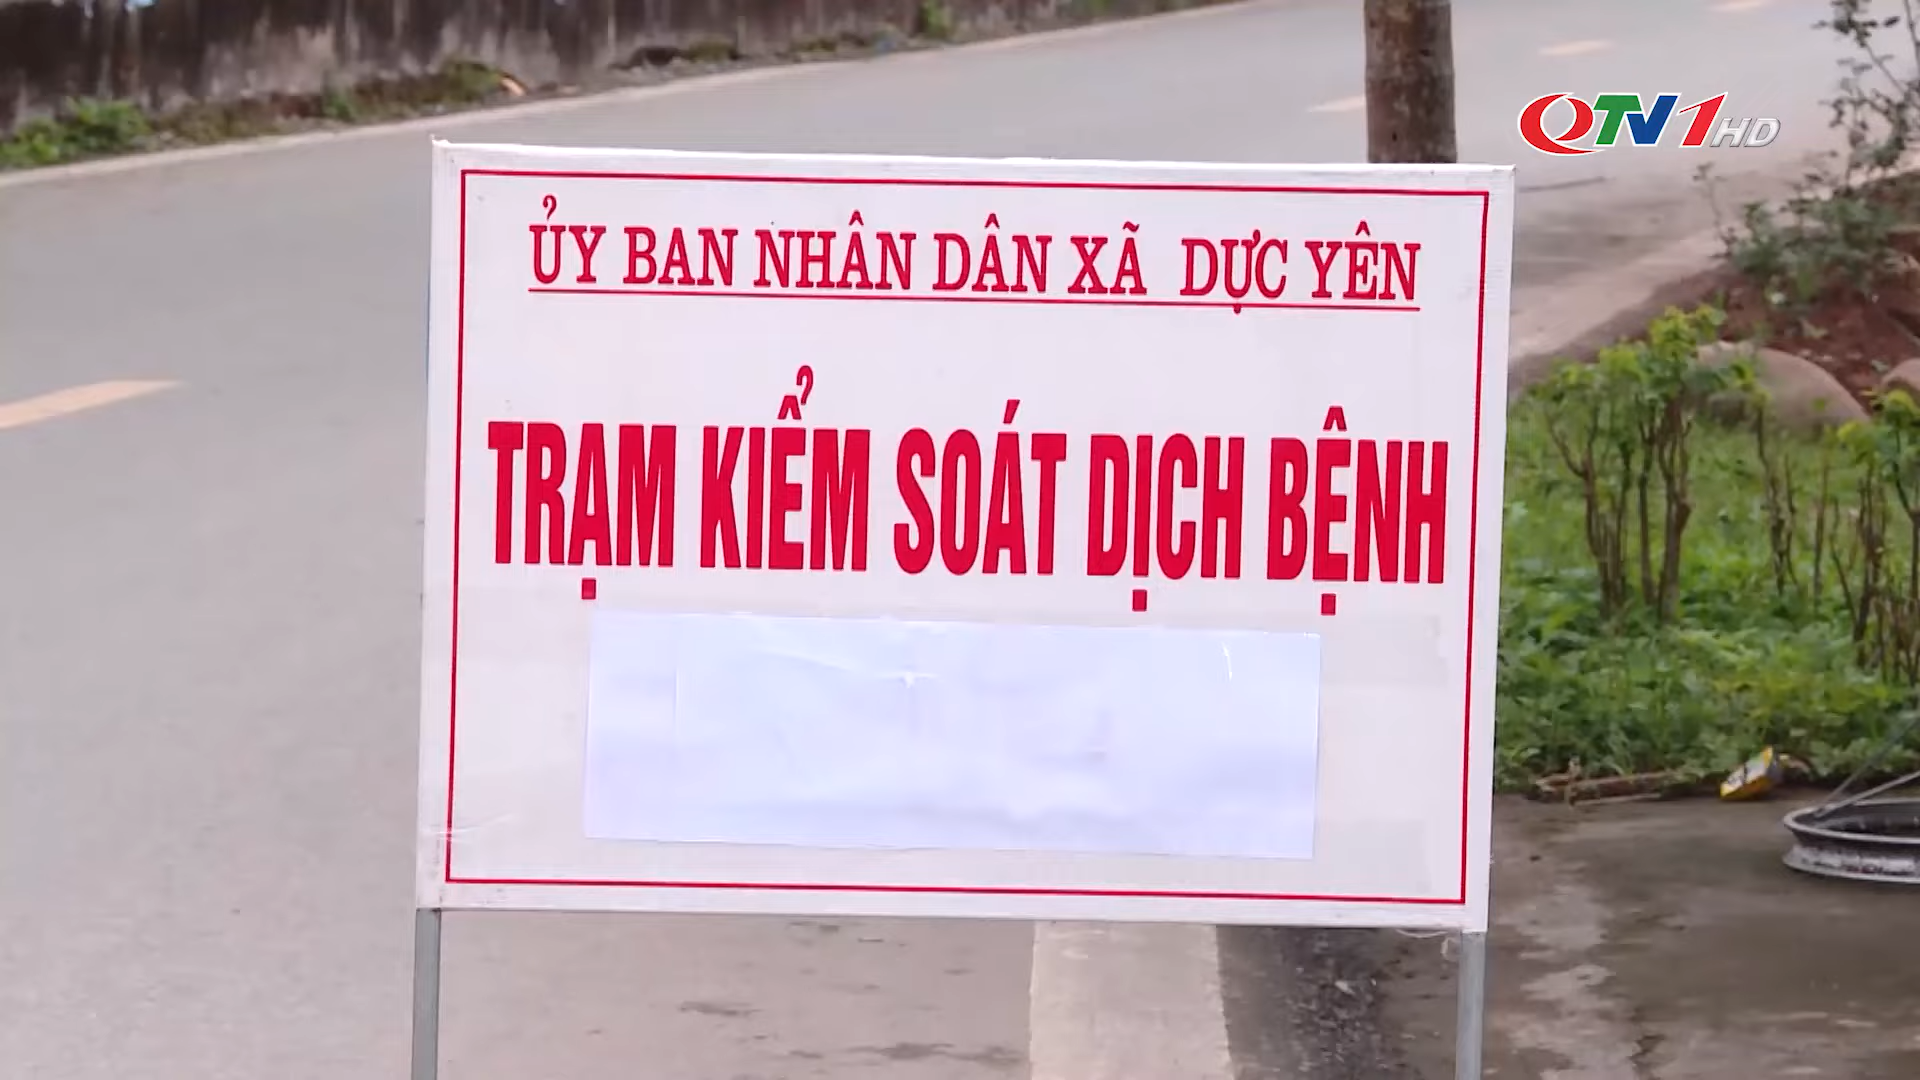 QTV1HD
ỦY BAN NHÂN DÂN XÃ DỰC YÊN
TRẠM KIỂM SOÁT DỊCH BỆNH